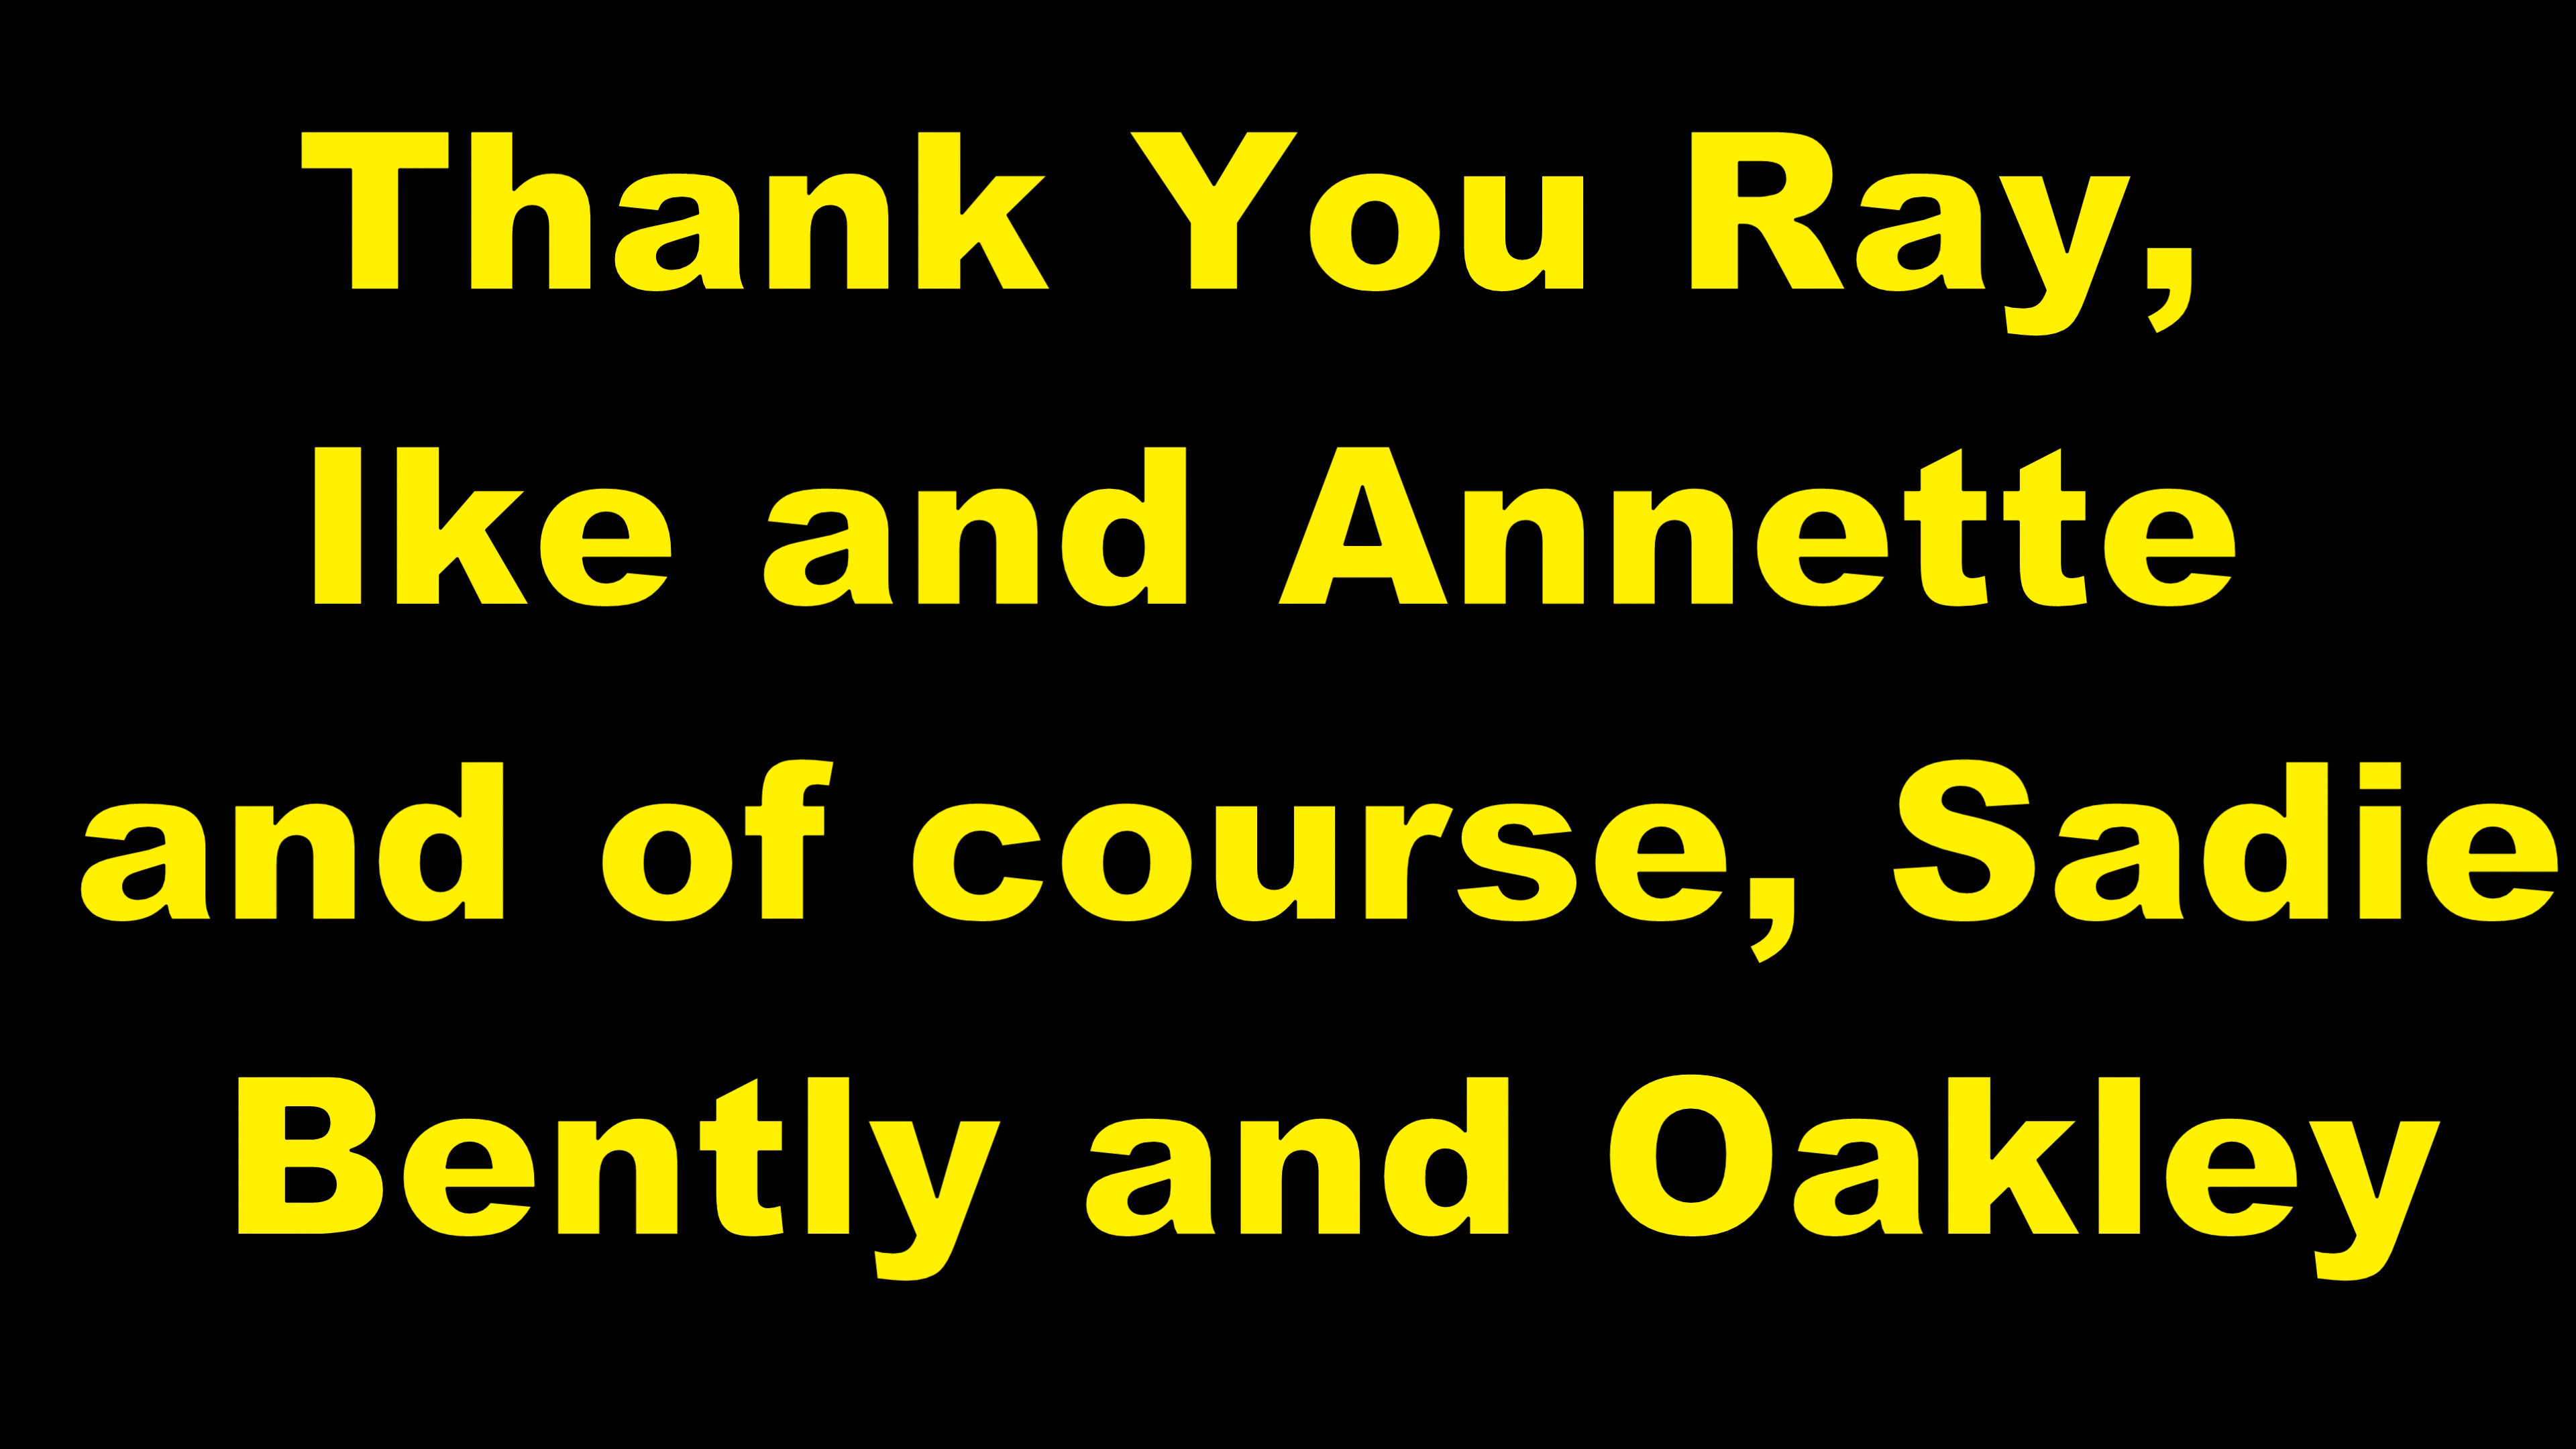 Thank You Ray,
Ike and Annette
and of course, Sadie
Bently and Oakley